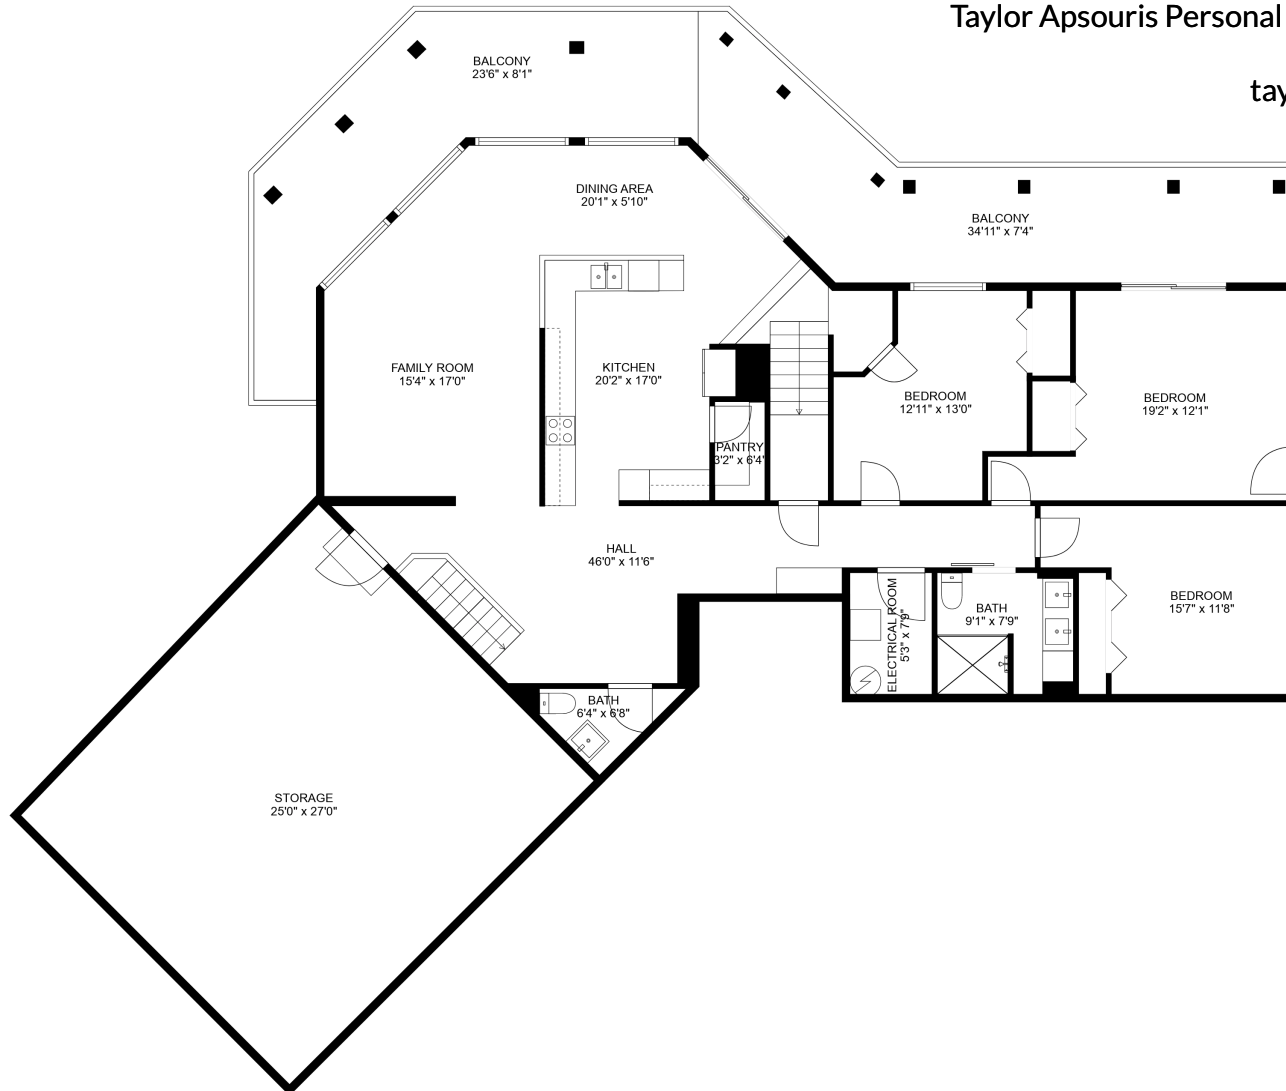 Taylor Apsouris Personal
tay
BALCONY
23'6" x 8'1"
DINING AREA
20'1" x 5'10"
BALCONY
34'11" x 7'4"
FAMILY ROOM
15'4" x 17'0"
KITCHEN
20'2" x 17'0"
BEDROOM
12'11" x 13'0"
BEDROOM
19'2" x 12'1"
PANTRY
3'2" x 6'4"
HALL
46'0" x 11'6"
ELECTRICAL ROOM
5'3" x 7'9"
BATH
9'1" x 7'9"
BEDROOM
15'7" x 11'8"
BATH
6'4" x 6'8"
STORAGE
25'0" x 27'0"